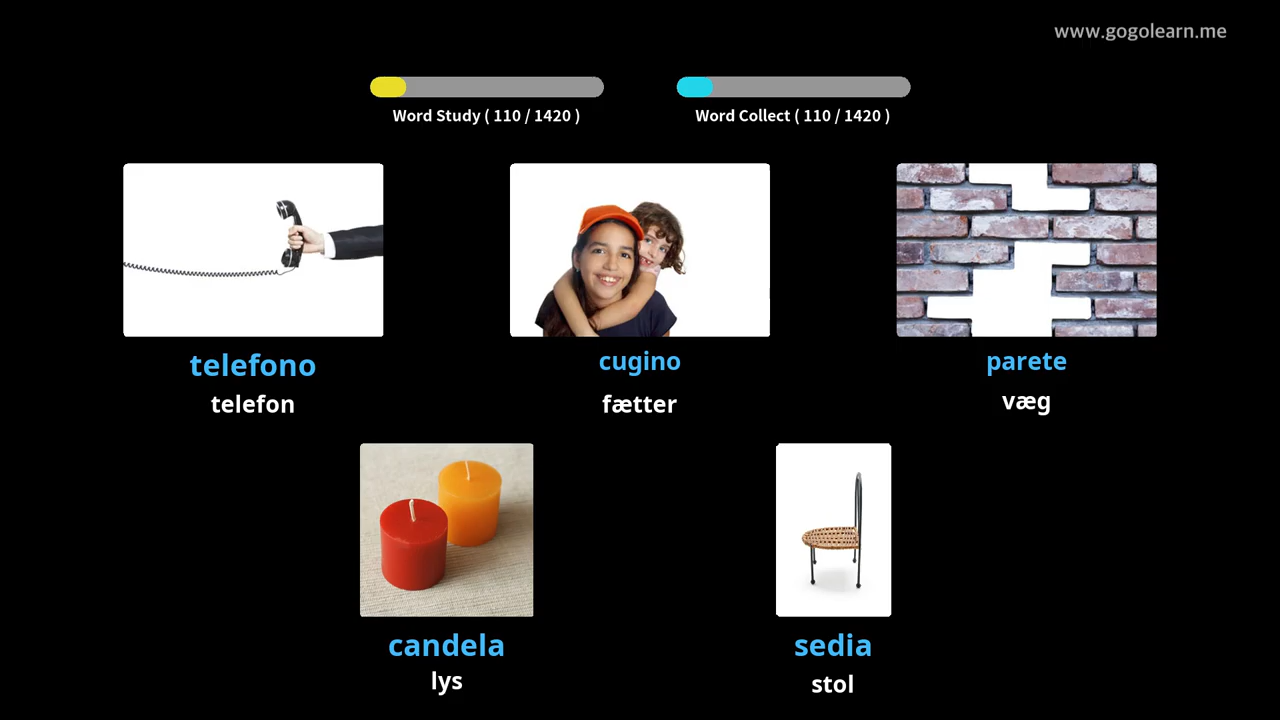 www.gogolearn.me
Word Study ( 110 / 1420 )
Word Collect ( 110 / 1420 )
telefono
telefon
cugino
fætter
parete
væg
candela
lys
sedia
stol